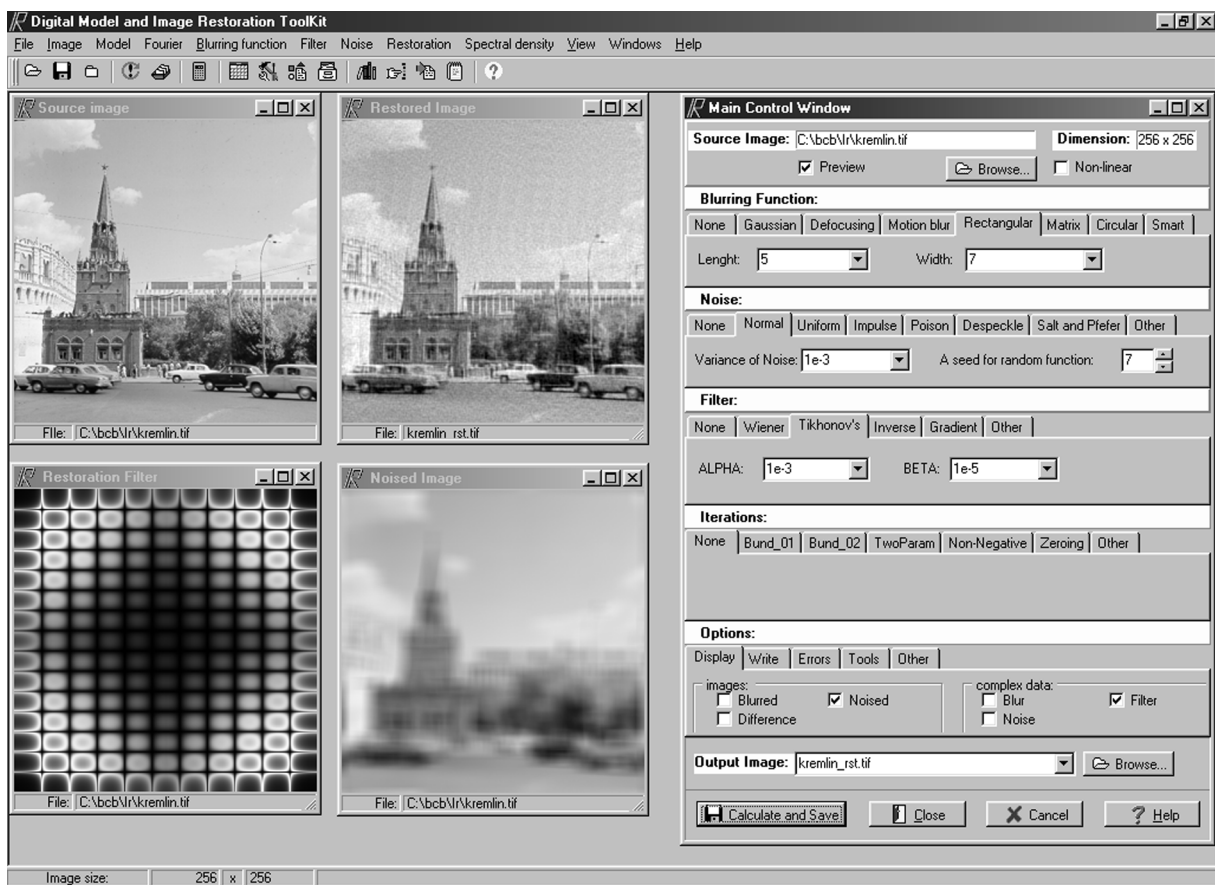 Digital Model and Image Restoration ToolKit
File Image Model Fourier Blurring function Filter Noise Restoration Spectral density View Windows Help
Source image
File: C:\bcb\Ir\kremlin.tif
Restored Image
File: kremlin_rst.tif
Restoration Filter
File: C:\bcb\Ir\kremlin.tif
Noised Image
File: C:\bcb\Ir\kremlin.tif
Main Control Window
Source Image: C:\bcb\Ir\kremlin.tif Dimension: 256 x 256
Preview Browse... Non-linear
Blurring Function:
None Gaussian Defocusing Motion blur Rectangular Matrix Circular Smart
Lenght: 5 Width: 7
Noise:
None Normal Uniform Impulse Poison Despeckle Salt and Pfefer Other
Variance of Noise: 1e-3 A seed for random function: 7
Filter:
None Wiener Tikhonov's Inverse Gradient Other
ALPHA: 1e-3 BETA: 1e-5
Iterations:
None Bund_01 Bund_02 TwoParam Non-Negative Zeroing Other
Options:
Display Write Errors Tools Other
images: complex data:
Blurred Noised Blur Filter
Difference Noise
Output Image: kremlin_rst.tif Browse...
Calculate and Save Close Cancel Help
Image size: 256 x 256